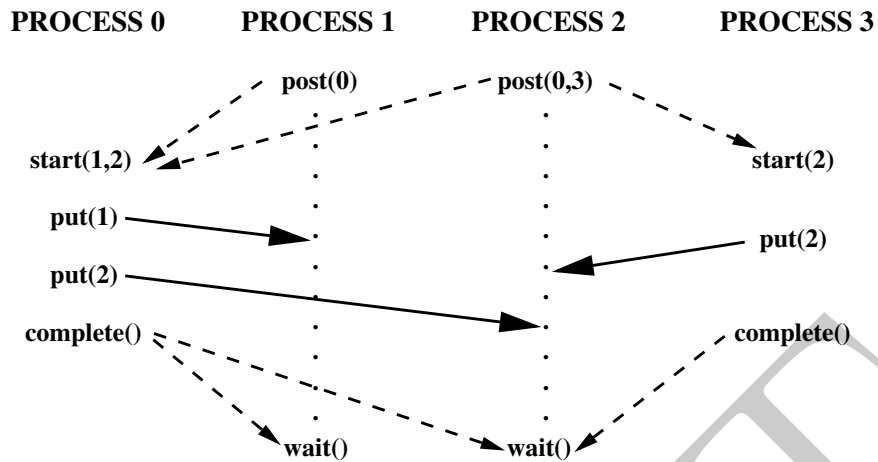 PROCESS 0 PROCESS 1 PROCESS 2 PROCESS 3
post(0) post(0,3)
start(1,2) start(2)
put(1)
put(2)
put(2)
complete() complete()
wait() wait()
T